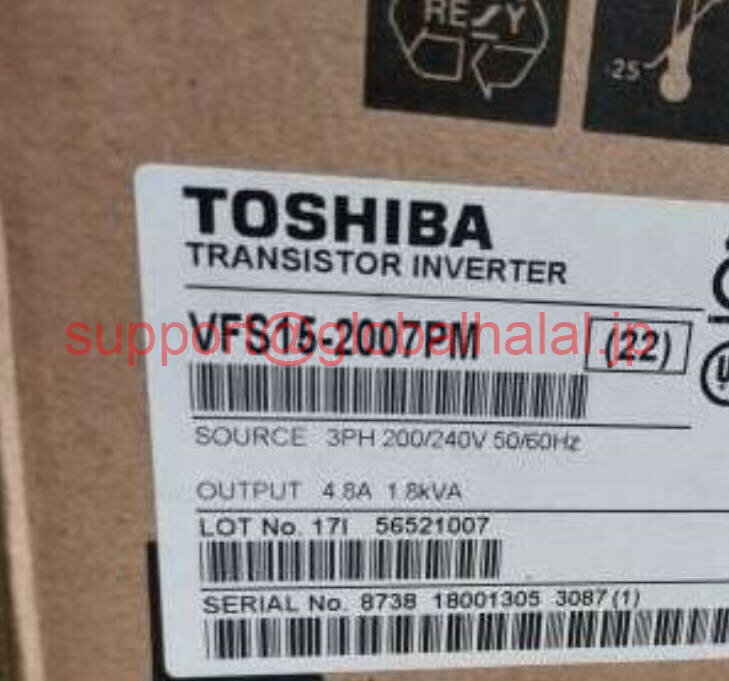 RE
Y
-25
TOSHIBA
TRANSISTOR INVERTER
VFS15-2007PM (22)
support@globalhalal.jp
SOURCE 3PH 200/240V 50/60Hz
OUTPUT 4.8A 1.8kVA
LOT No. 17I 56521007
SERIAL No. 8738 18001305 3087 (1)